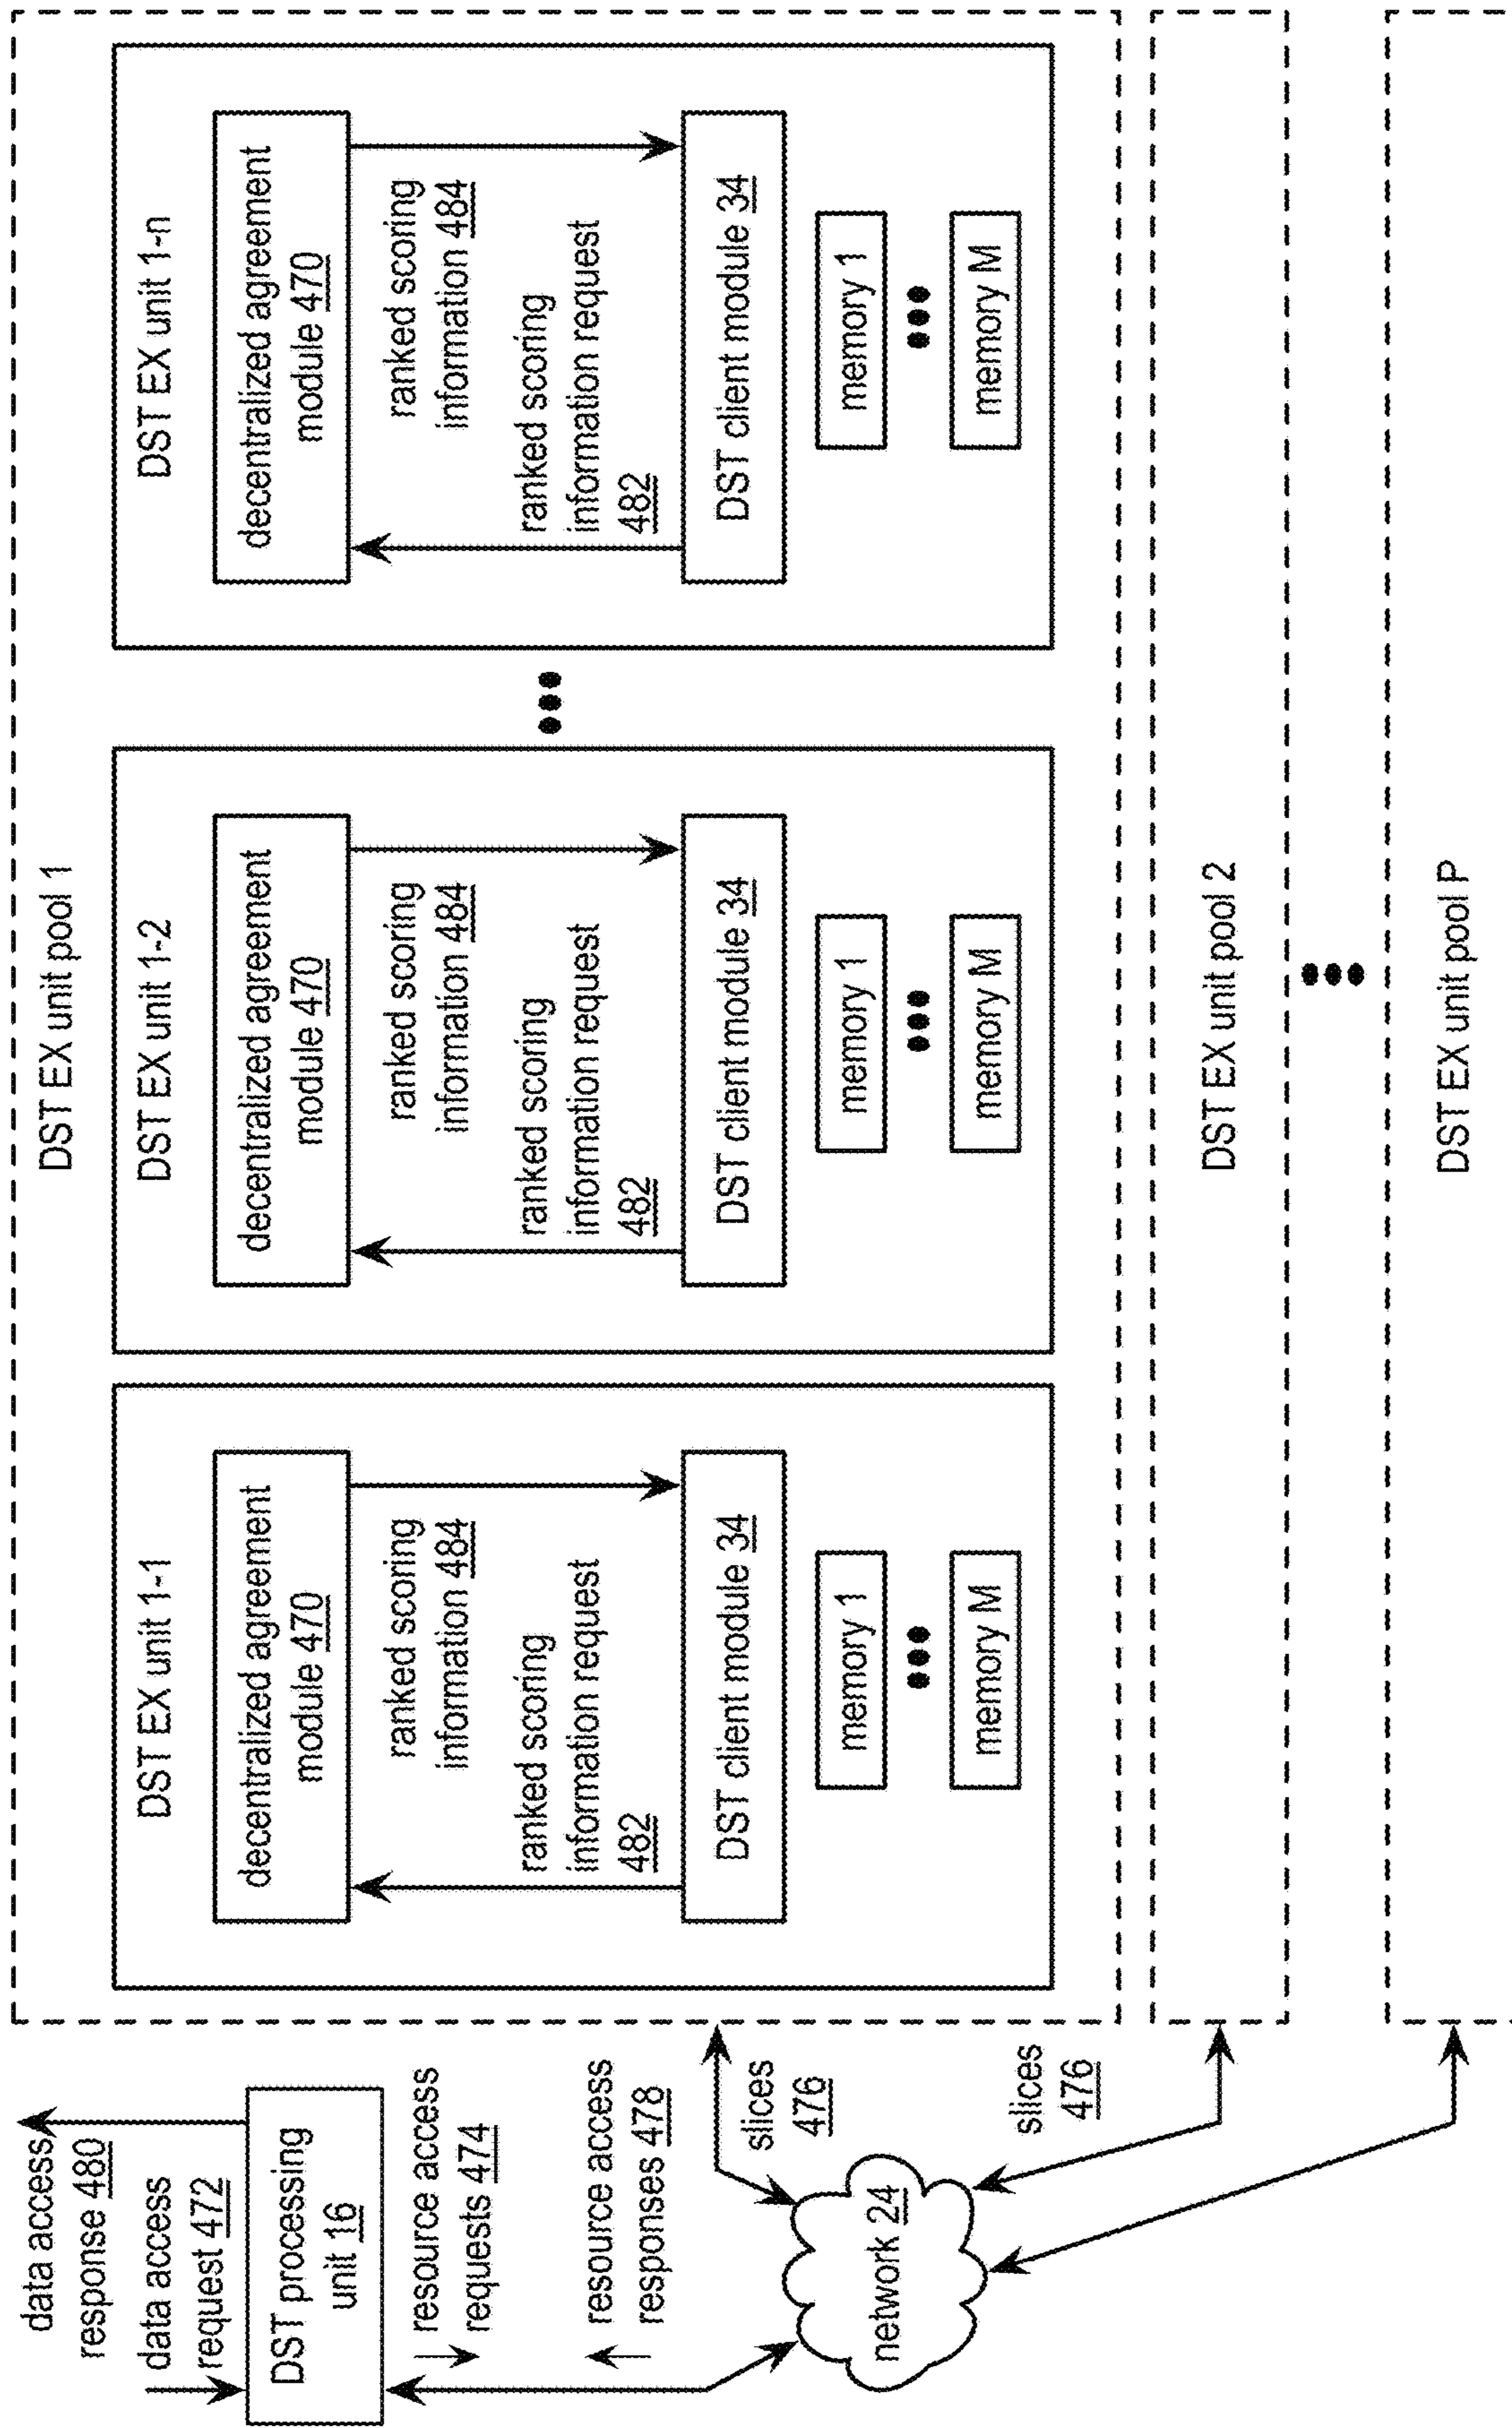 data access
response 480
data access
request 472
DST processing
unit 16
resource access
requests 474
resource access
responses 478
network 24
slices
476
slices
476
DST EX unit pool 1
DST EX unit 1-1
decentralized agreement
module 470
ranked scoring
information 484
ranked scoring
information request
482
DST client module 34
memory 1
memory M
DST EX unit 1-2
decentralized agreement
module 470
ranked scoring
information 484
ranked scoring
information request
482
DST client module 34
memory 1
memory M
DST EX unit 1-n
decentralized agreement
module 470
ranked scoring
information 484
ranked scoring
information request
482
DST client module 34
memory 1
memory M
DST EX unit pool 2
DST EX unit pool P